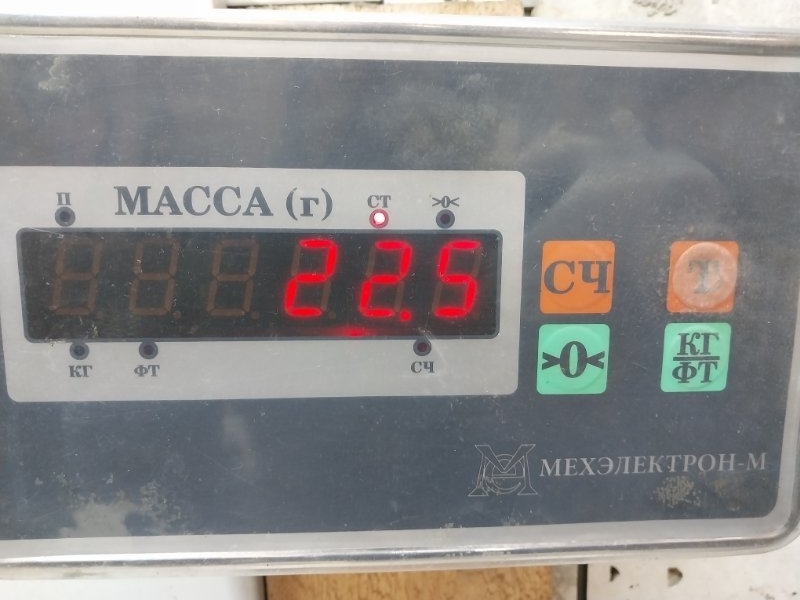 П МАССА (г) СТ >0<
22.5
КГ ФТ СЧ
СЧ Т
>0< КГ
ФТ
МЕХЭЛЕКТРОН-М